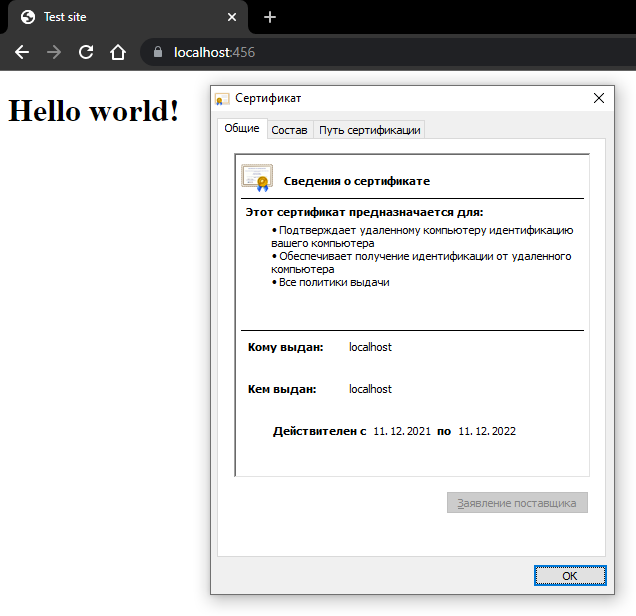 Test site
localhost:456
Hello world!
Сертификат
Общие Состав Путь сертификации
Сведения о сертификате
Этот сертификат предназначается для:
• Подтверждает удаленному компьютеру идентификацию
вашего компьютера
• Обеспечивает получение идентификации от удаленного
компьютера
• Все политики выдачи
Кому выдан: localhost
Кем выдан: localhost
Действителен с 11.12.2021 по 11.12.2022
Заявление поставщика
ОК